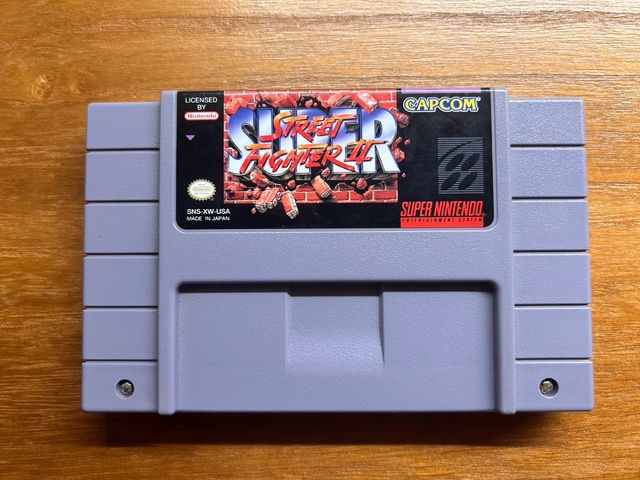 LICENSED
BY
Nintendo
SUPER
STREET
FIGHTER II
CAPCOM
SNS-XW-USA
MADE IN JAPAN
SUPER NINTENDO
ENTERTAINMENT SYSTEM